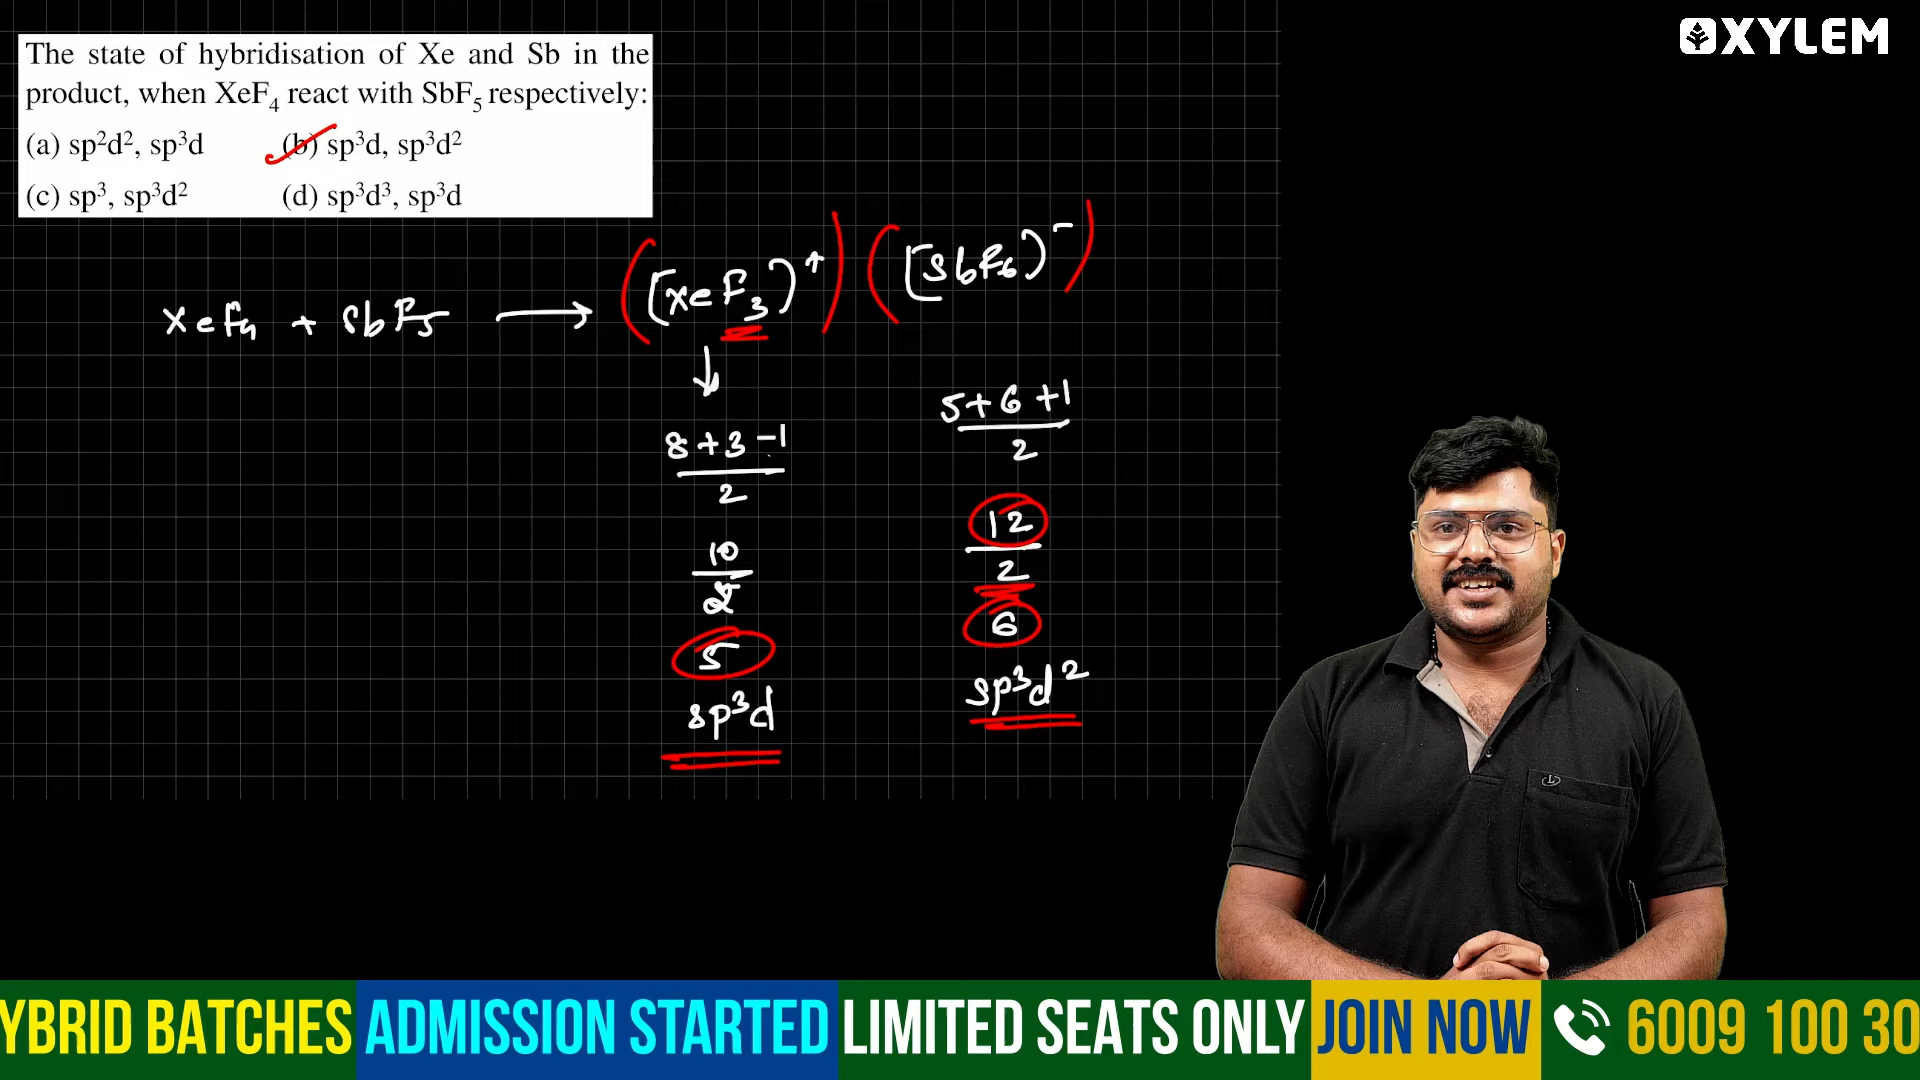 OXYLEM
The state of hybridisation of Xe and Sb in the
product, when XeF₄ react with SbF₅ respectively:
(a) sp²d², sp³d (b) sp³d, sp³d²
(c) sp³, sp³d² (d) sp³d³, sp³d
XeF₄ + SbF₅ ⟶ ([XeF₃)⁺) ([SbF₆)⁻)
↓
8+3-1
2
10
2
5
sp³d
5+6+1
2
12
2
6
sp³d²
YBRID BATCHES ADMISSION STARTED LIMITED SEATS ONLY JOIN NOW 6009 100 30